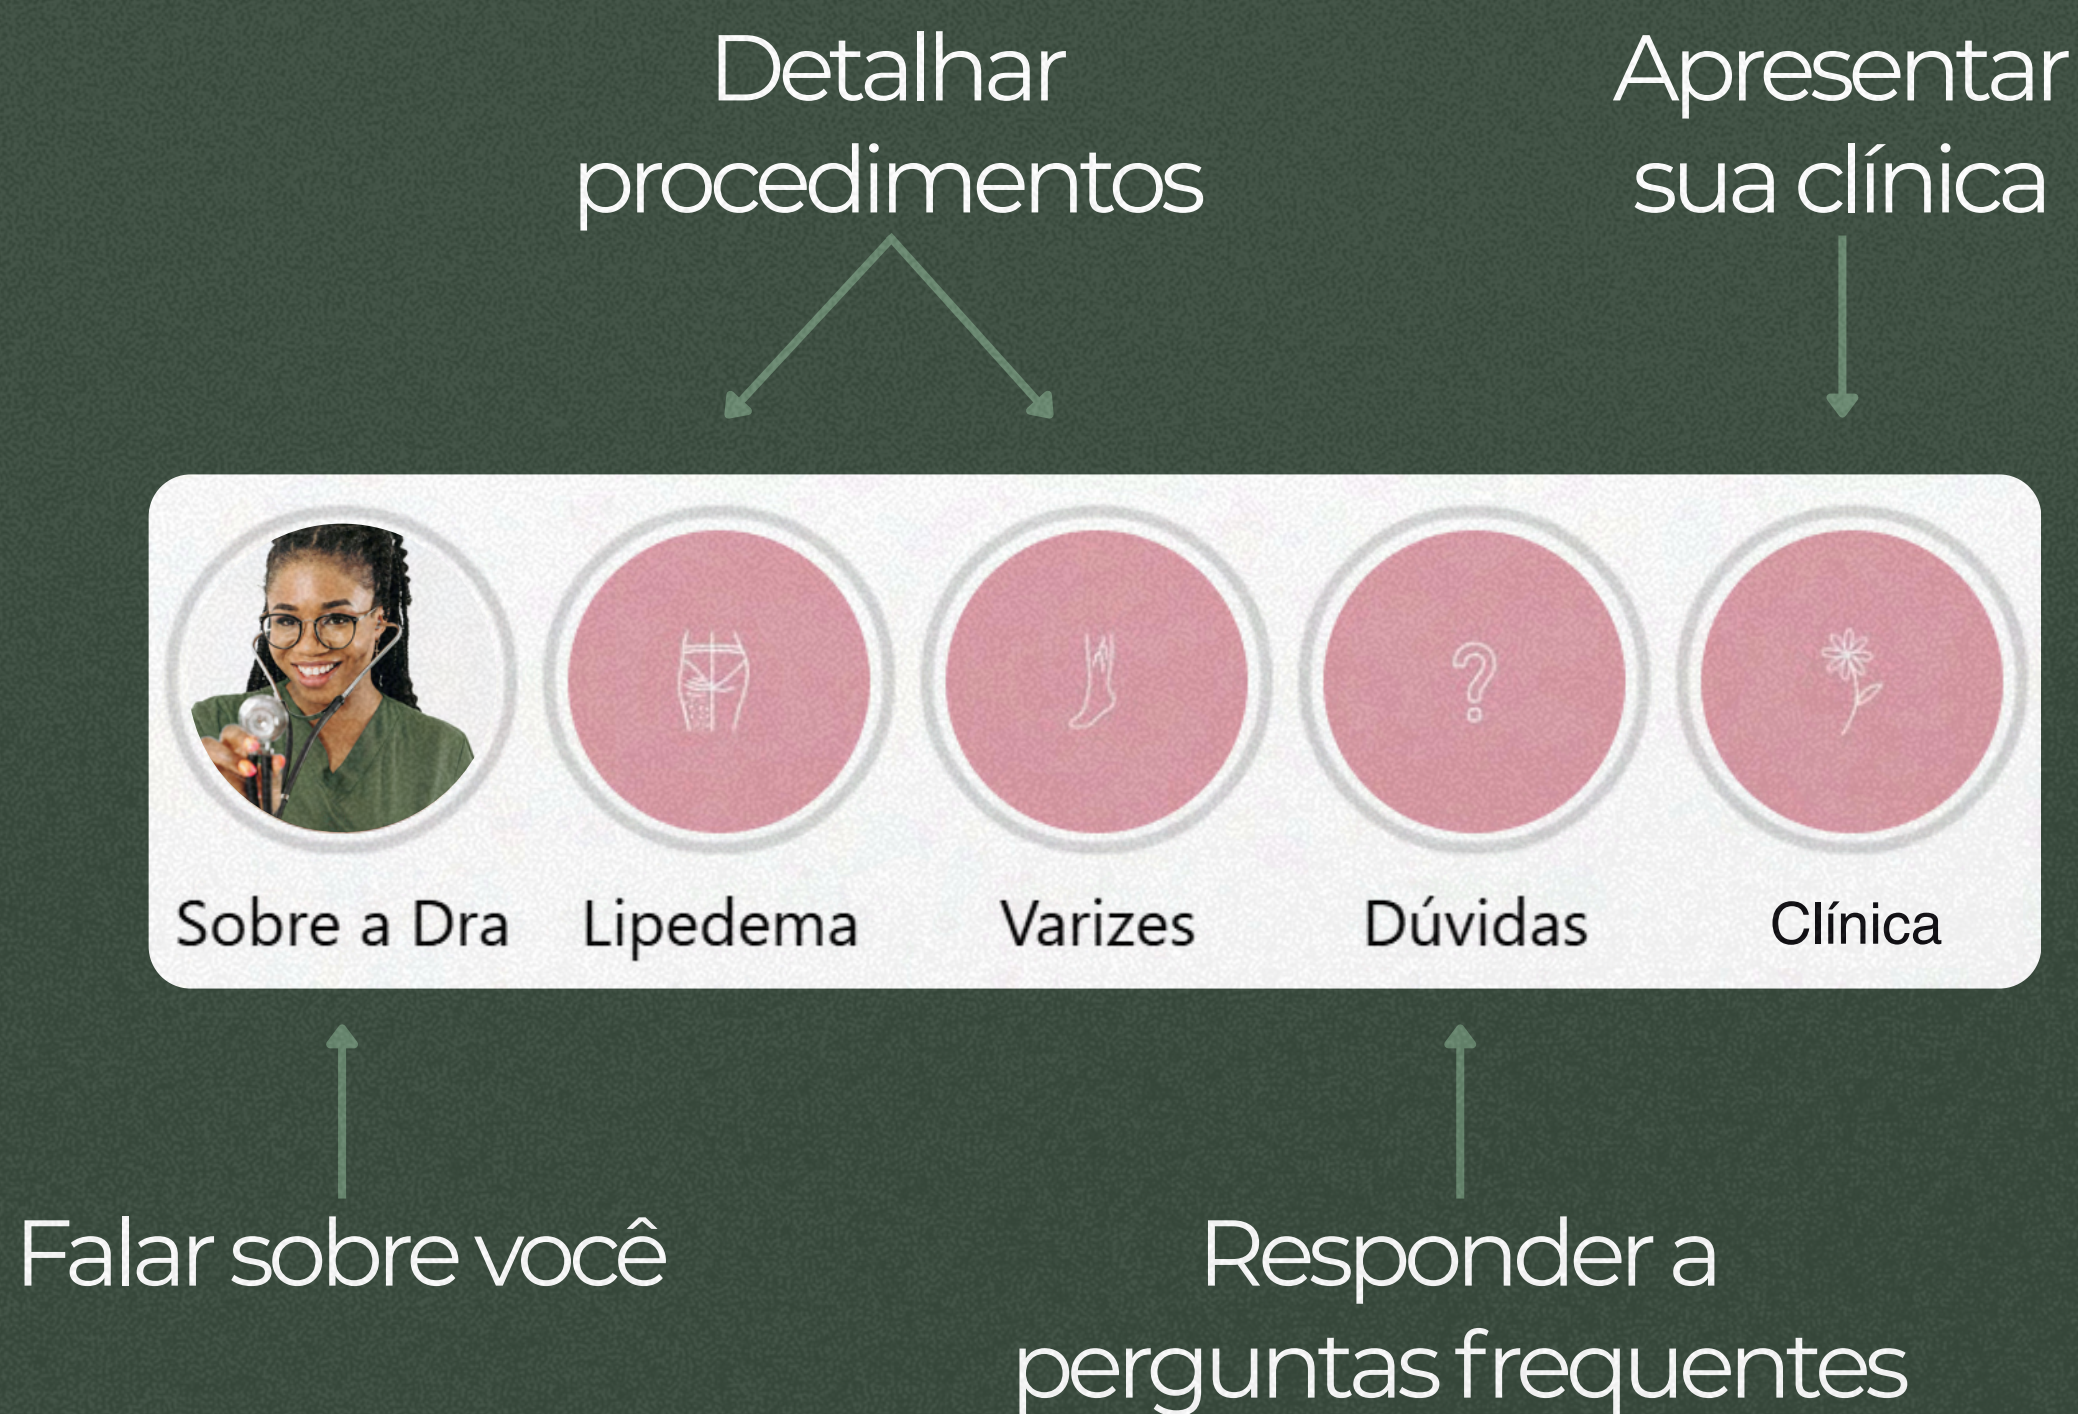 Detalhar
procedimentos
Apresentar
sua clínica
Sobre a Dra
Lipedema
Varizes
Dúvidas
Clínica
Falar sobre você
Responder a
perguntas frequentes